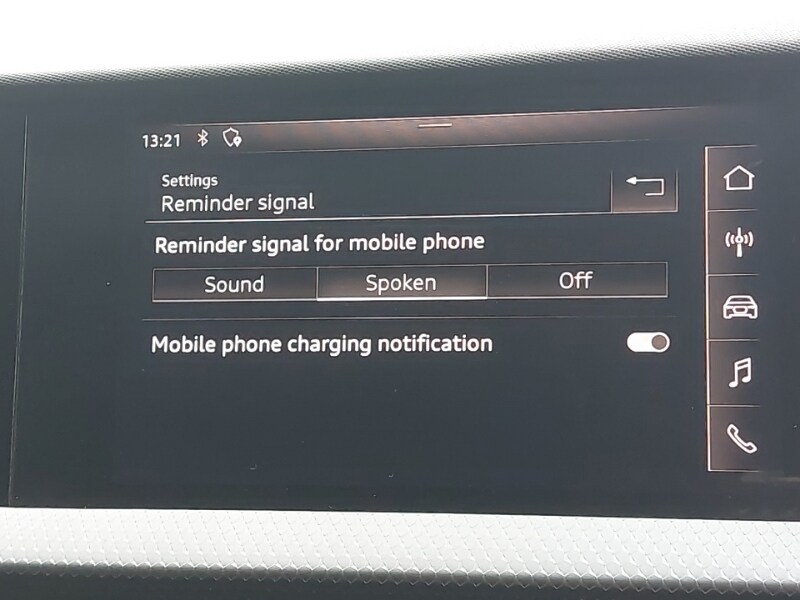 13:21
Settings
Reminder signal
Reminder signal for mobile phone
Sound Spoken Off
Mobile phone charging notification